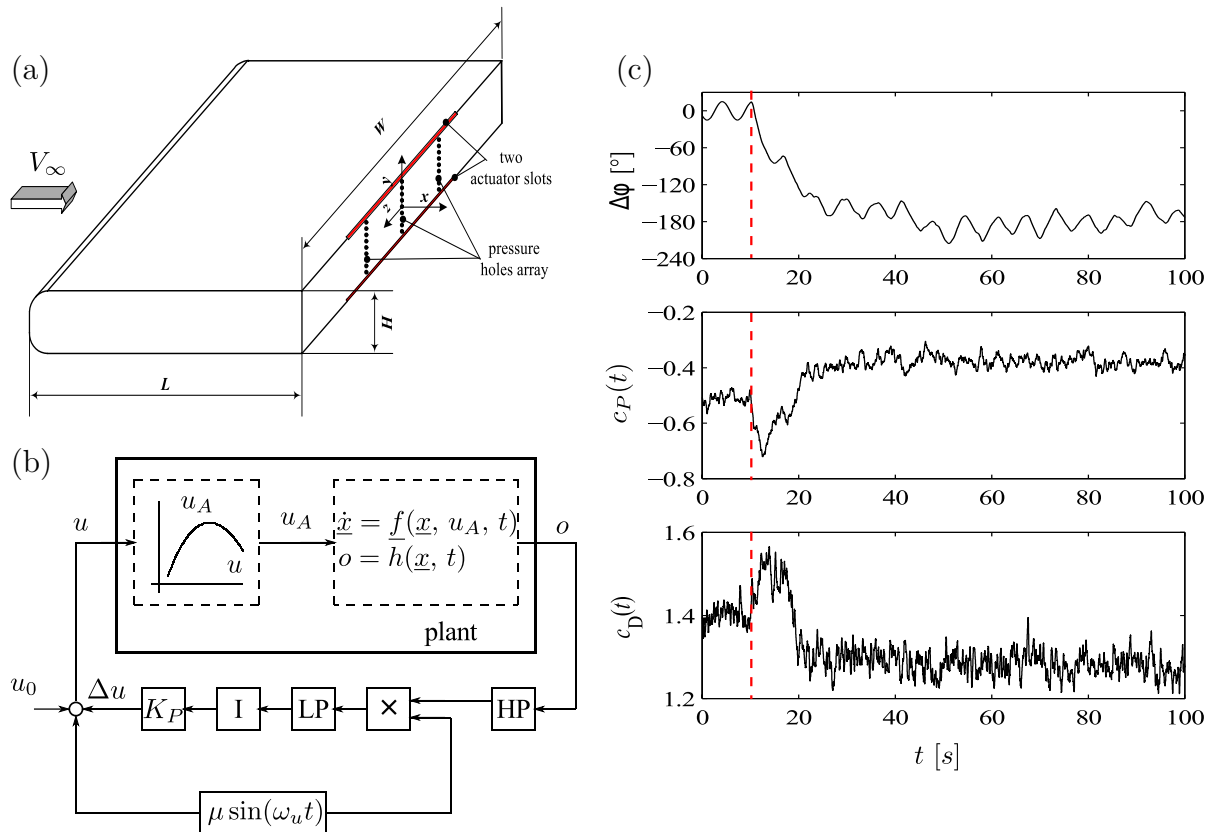 (a)
V∞
W
y
x
z
two
actuator slots
pressure
holes array
H
L
(b)
u
u_A
u
u_A
ẋ = f(x, u_A, t)
o = h(x, t)
o
plant
u_0
Δu
K_P
I
LP
×
HP
μ sin(ω_u t)
(c)
Δφ [°]
0
−60
−120
−180
−240
0 20 40 60 80 100
c_P(t)
−0.2
−0.4
−0.6
−0.8
0 20 40 60 80 100
c_D(t)
1.6
1.4
1.2
0 20 40 60 80 100
t [s]